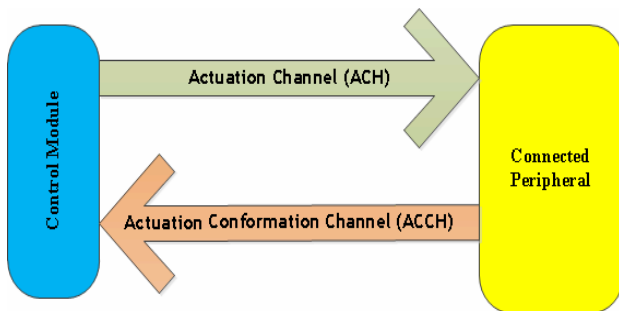 Control Module
Actuation Channel (ACH)
Actuation Conformation Channel (ACCH)
Connected
Peripheral